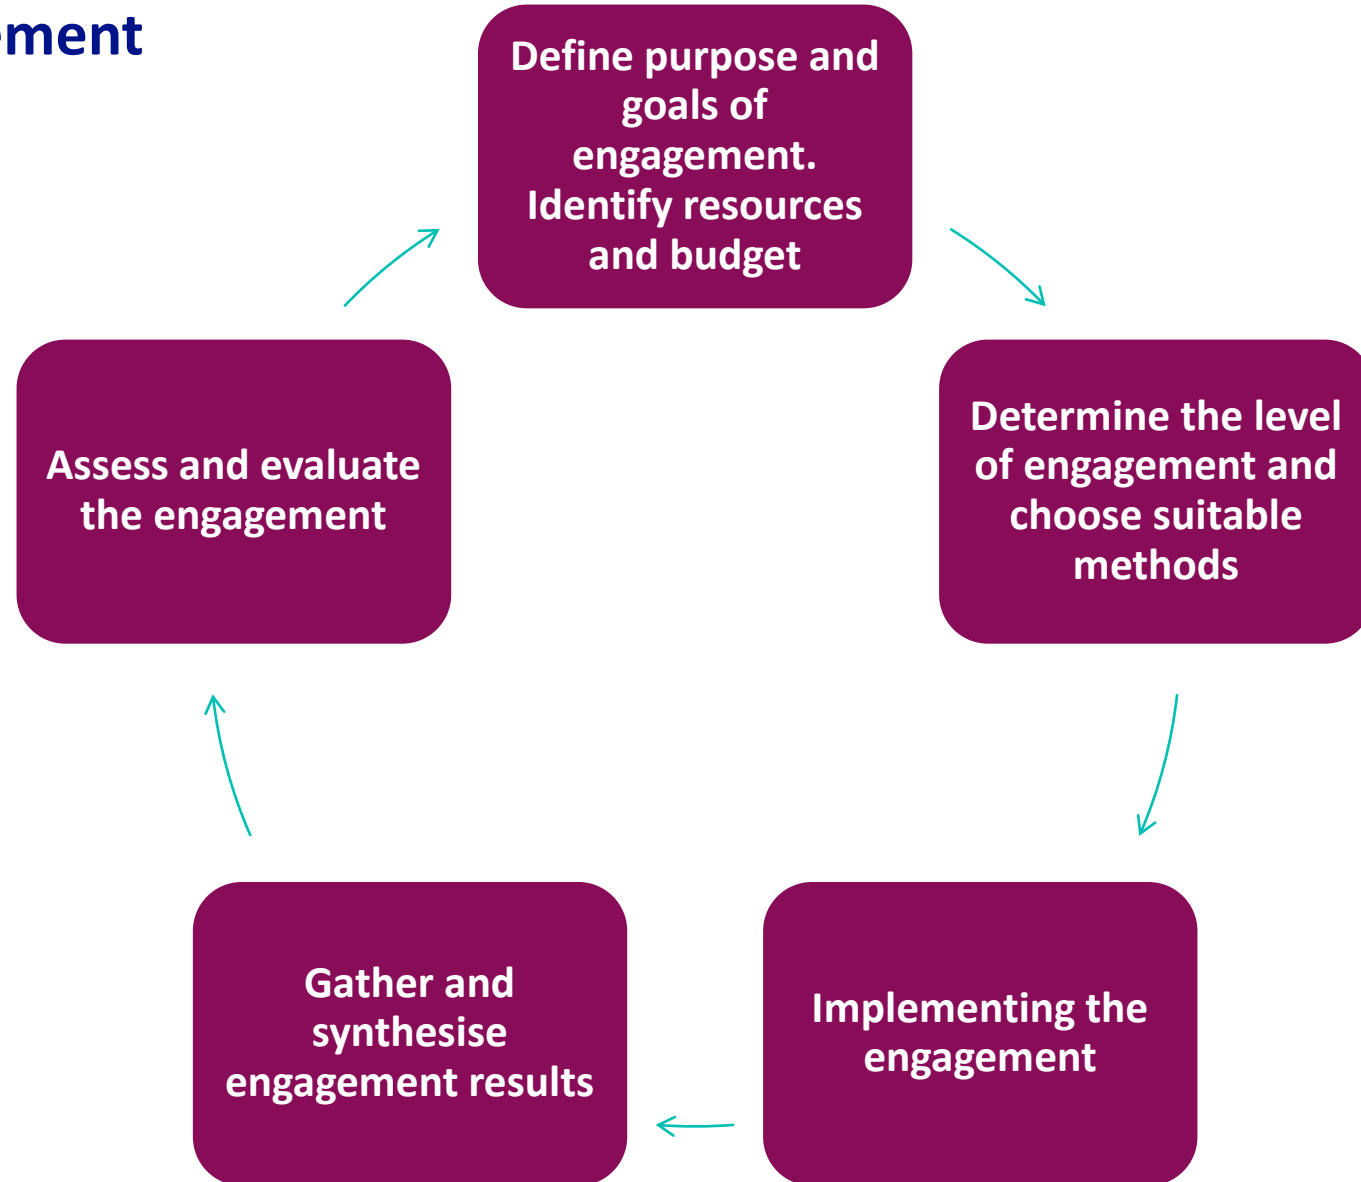 Define purpose and
goals of
engagement.
Identify resources
and budget
Determine the level
of engagement and
choose suitable
methods
Implementing the
engagement
Gather and
synthesise
engagement results
Assess and evaluate
the engagement